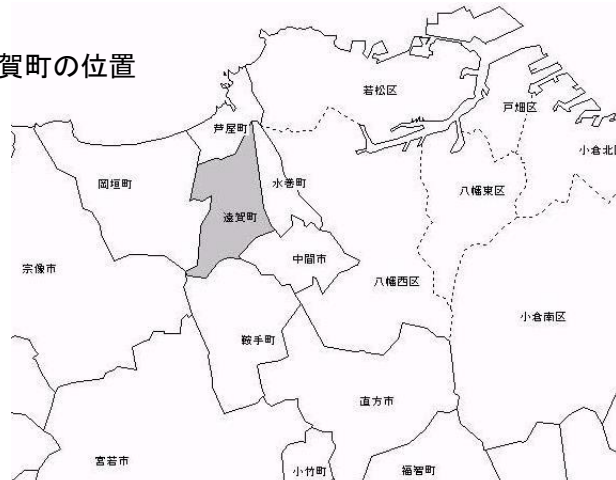 賀町の位置
若松区
戸畑区
芦屋町
小倉北
岡垣町
水巻町
八幡東区
遠賀町
中間市
宗像市
八幡西区
小倉南区
鞍手町
直方市
宮若市
小竹町
福智町